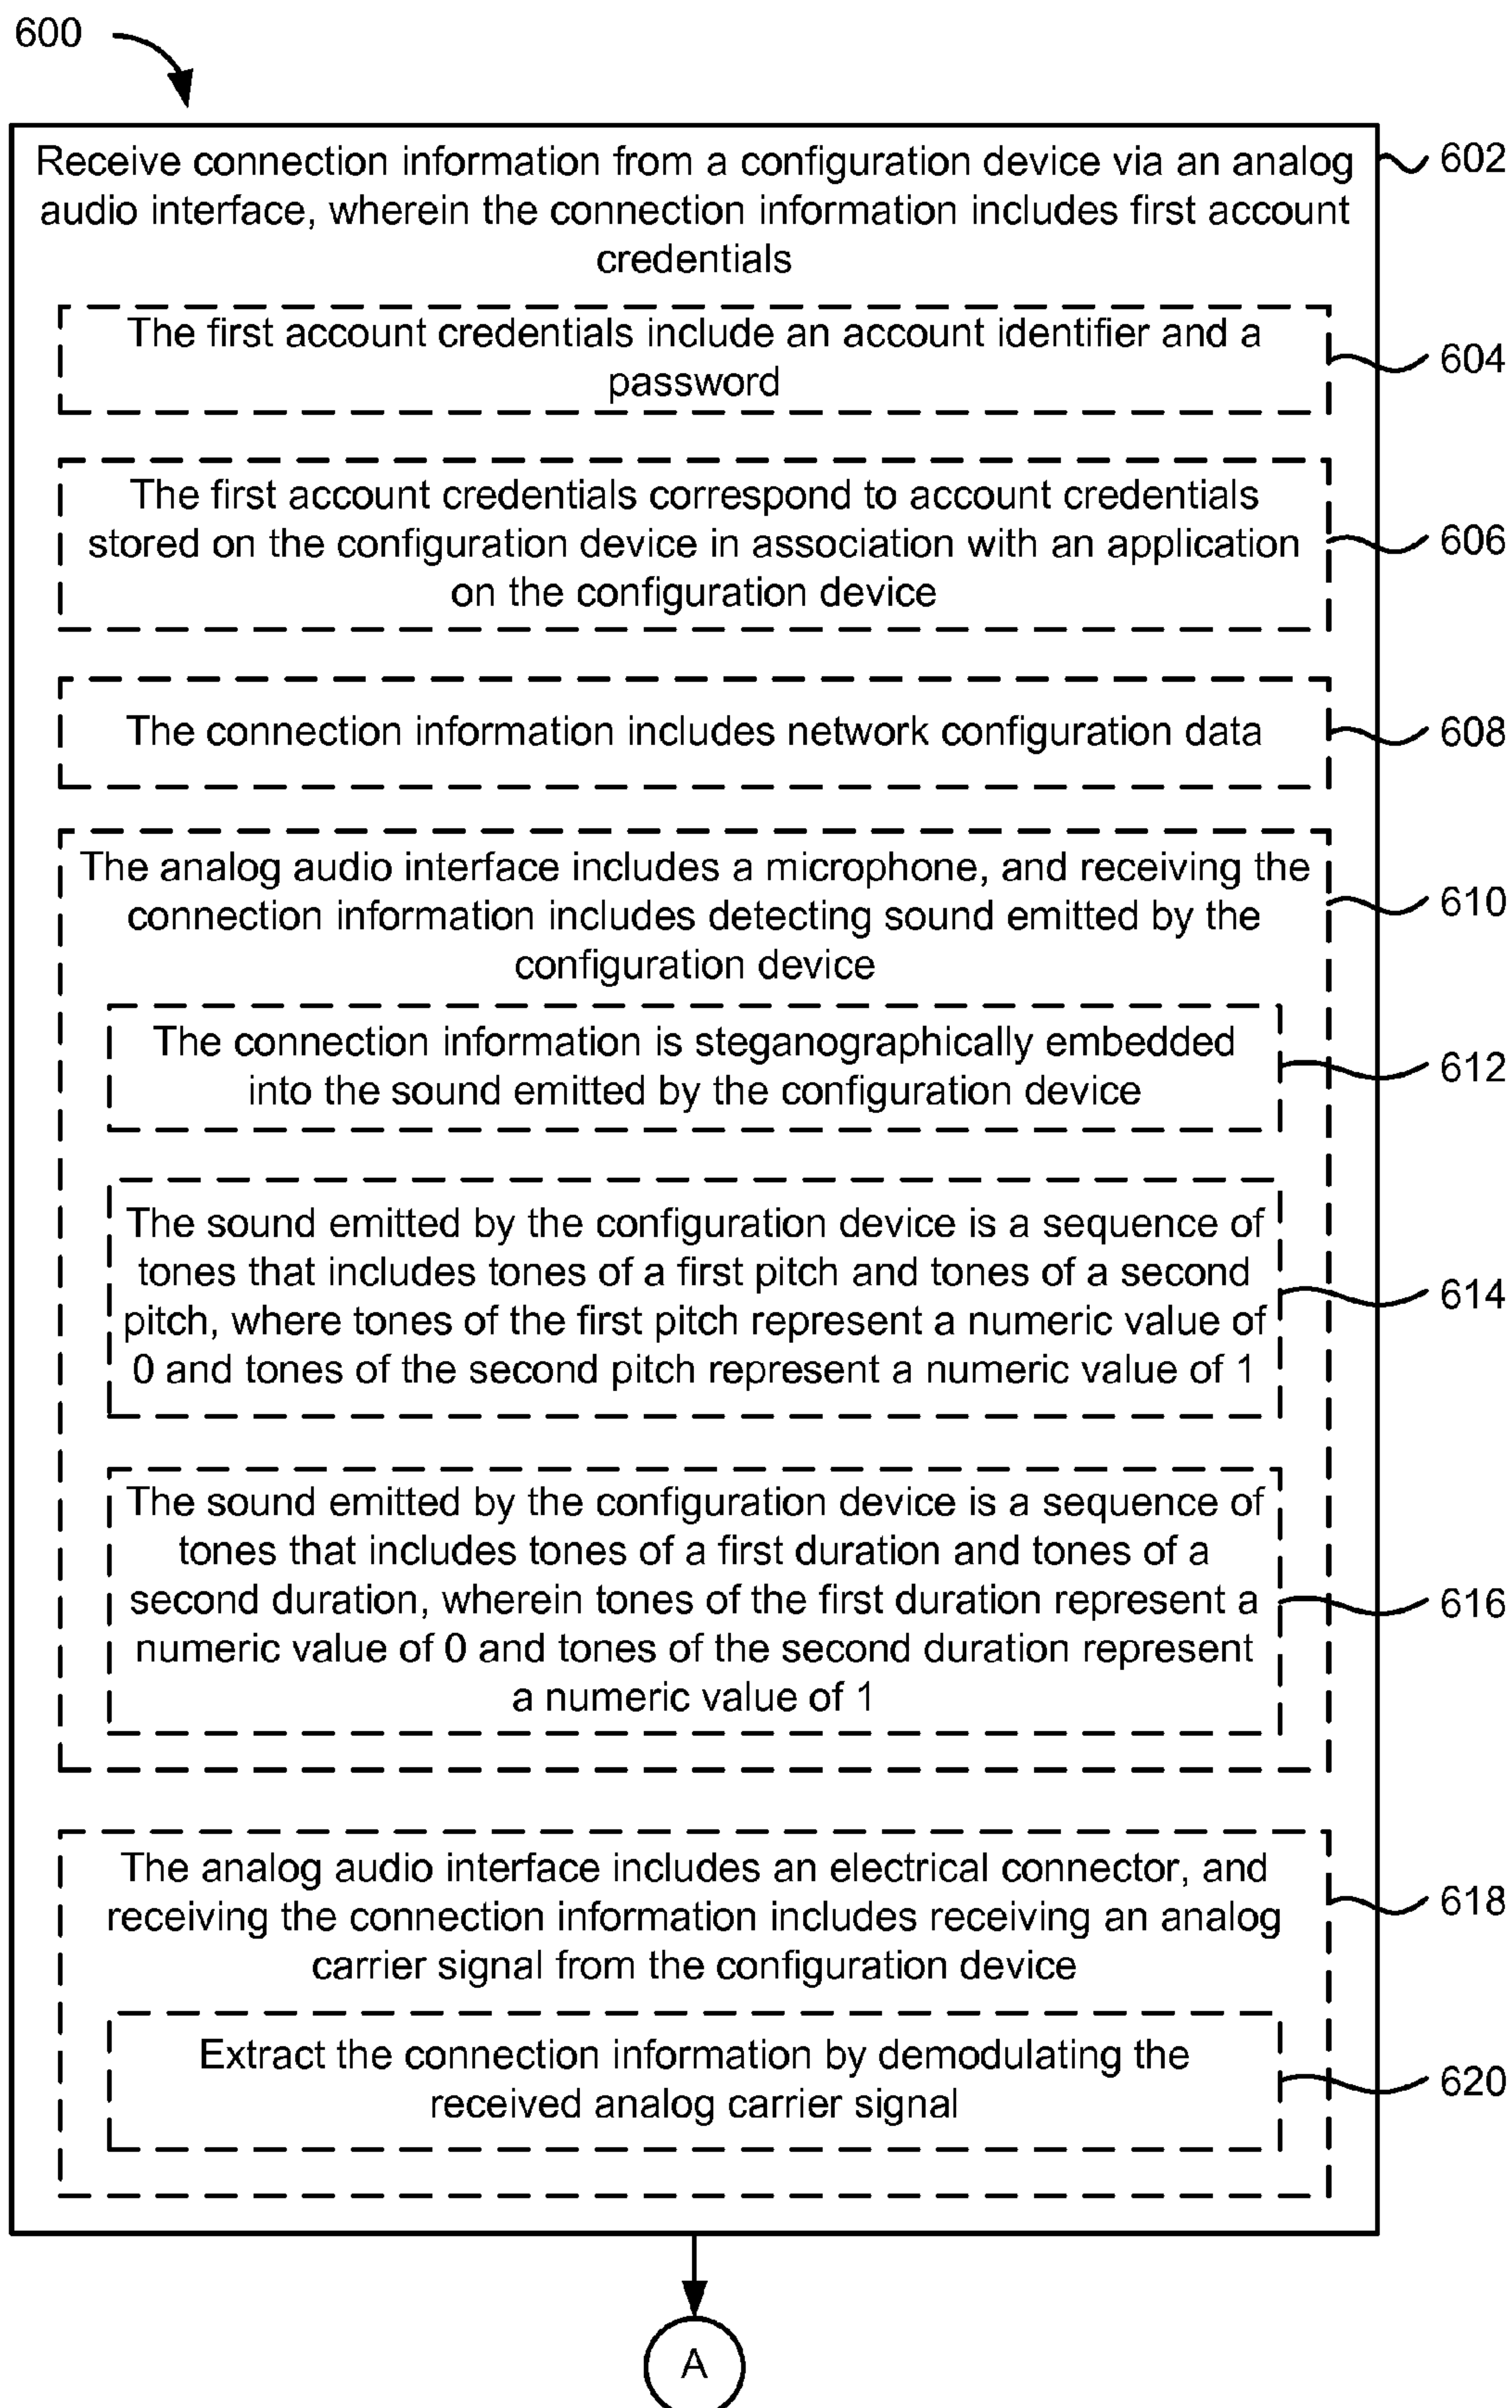 600
Receive connection information from a configuration device via an analog
audio interface, wherein the connection information includes first account
credentials
602
The first account credentials include an account identifier and a
password
604
The first account credentials correspond to account credentials
stored on the configuration device in association with an application
on the configuration device
606
The connection information includes network configuration data
608
The analog audio interface includes a microphone, and receiving the
connection information includes detecting sound emitted by the
configuration device
610
The connection information is steganographically embedded
into the sound emitted by the configuration device
612
The sound emitted by the configuration device is a sequence of
tones that includes tones of a first pitch and tones of a second
pitch, where tones of the first pitch represent a numeric value of
0 and tones of the second pitch represent a numeric value of 1
614
The sound emitted by the configuration device is a sequence of
tones that includes tones of a first duration and tones of a
second duration, wherein tones of the first duration represent a
numeric value of 0 and tones of the second duration represent
a numeric value of 1
616
The analog audio interface includes an electrical connector, and
receiving the connection information includes receiving an analog
carrier signal from the configuration device
618
Extract the connection information by demodulating the
received analog carrier signal
620
A